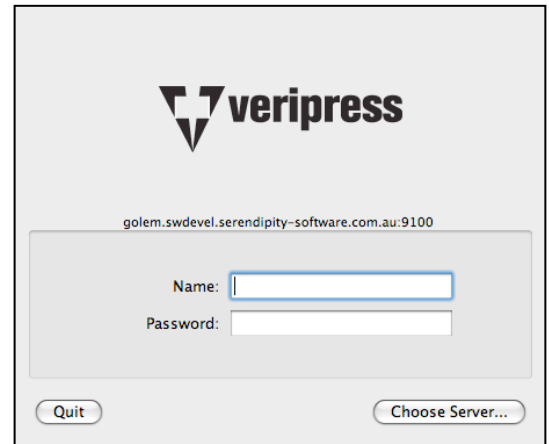 veripress
golem.swdevel.serendipity-software.com.au:9100
Name:
Password:
Quit
Choose Server...